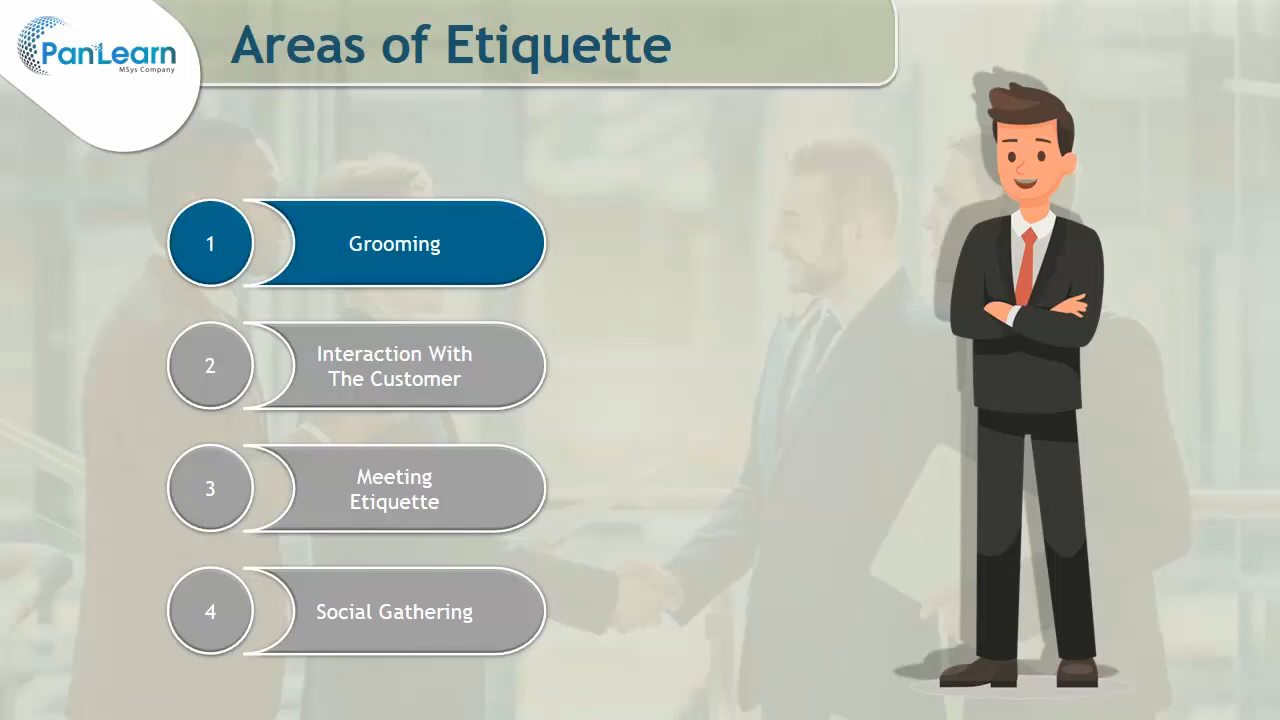 PanLearn
MSys Company
Areas of Etiquette
1
Grooming
2
Interaction With
The Customer
3
Meeting
Etiquette
4
Social Gathering